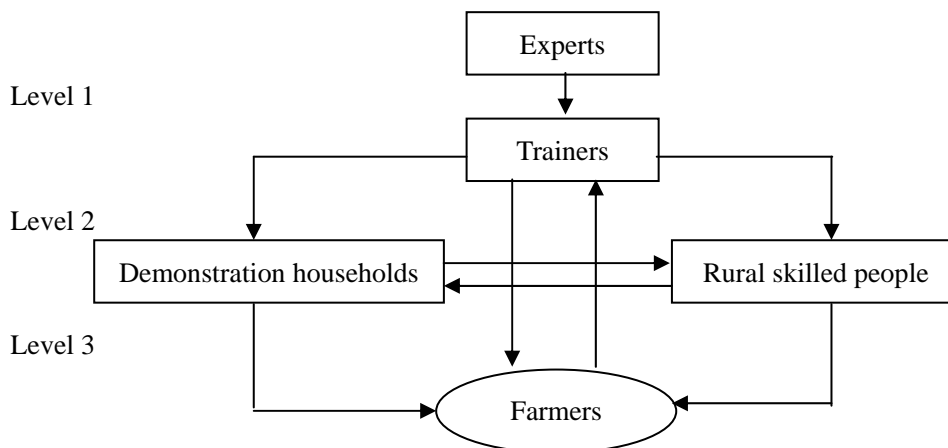 Experts
Level 1
Trainers
Level 2
Demonstration households
Rural skilled people
Level 3
Farmers